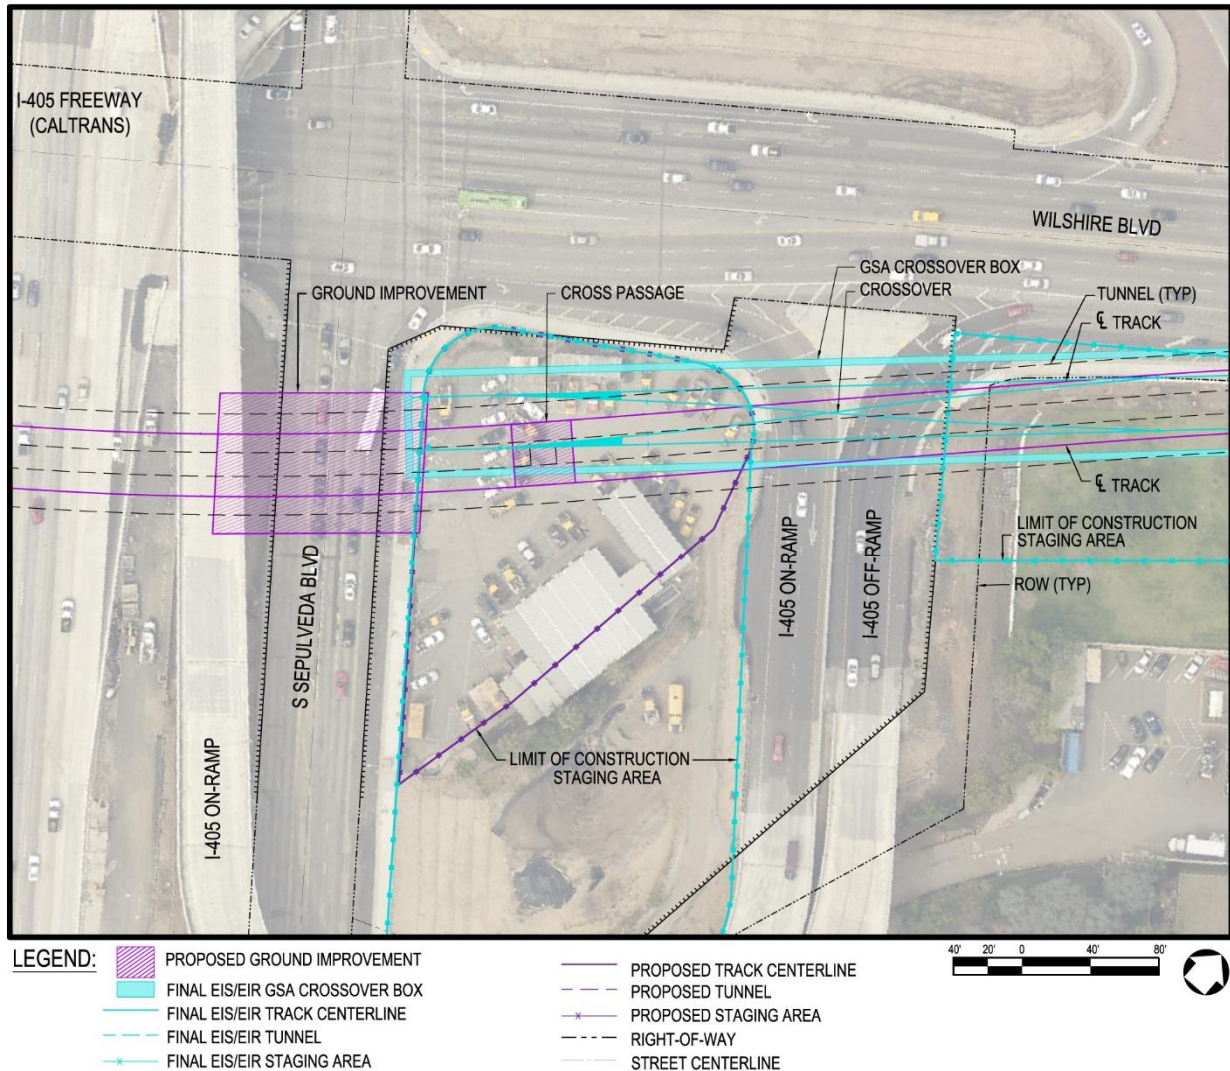 I-405 FREEWAY
(CALTRANS)
WILSHIRE BLVD
GSA CROSSOVER BOX
CROSSOVER
GROUND IMPROVEMENT
CROSS PASSAGE
TUNNEL (TYP)
℄ TRACK
℄ TRACK
LIMIT OF CONSTRUCTION
STAGING AREA
ROW (TYP)
I-405 ON-RAMP
I-405 OFF-RAMP
S SEPULVEDA BLVD
LIMIT OF CONSTRUCTION
STAGING AREA
I-405 ON-RAMP
LEGEND:
PROPOSED GROUND IMPROVEMENT
FINAL EIS/EIR GSA CROSSOVER BOX
FINAL EIS/EIR TRACK CENTERLINE
FINAL EIS/EIR TUNNEL
FINAL EIS/EIR STAGING AREA
PROPOSED TRACK CENTERLINE
PROPOSED TUNNEL
PROPOSED STAGING AREA
RIGHT-OF-WAY
STREET CENTERLINE
40' 20' 0 40' 80'